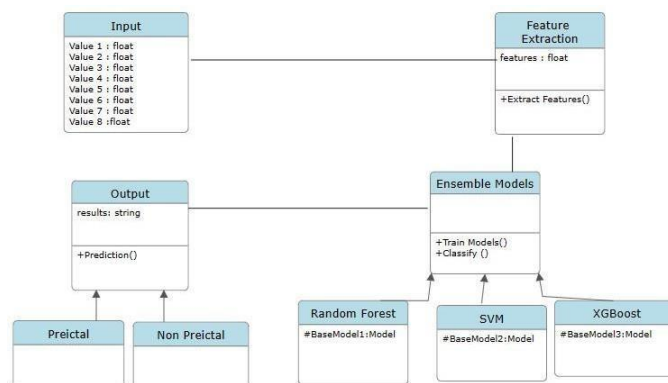 Input
Value 1 : float
Value 2 : float
Value 3 : float
Value 4 : float
Value 5 : float
Value 6 : float
Value 7 : float
Value 8 :float
Feature
Extraction
features : float
+Extract Features()
Output
results: string
+Prediction()
Ensemble Models
+Train Models()
+Classify ()
Preictal
Non Preictal
Random Forest
#BaseModel1:Model
SVM
#BaseModel2:Model
XGBoost
#BaseModel3:Model